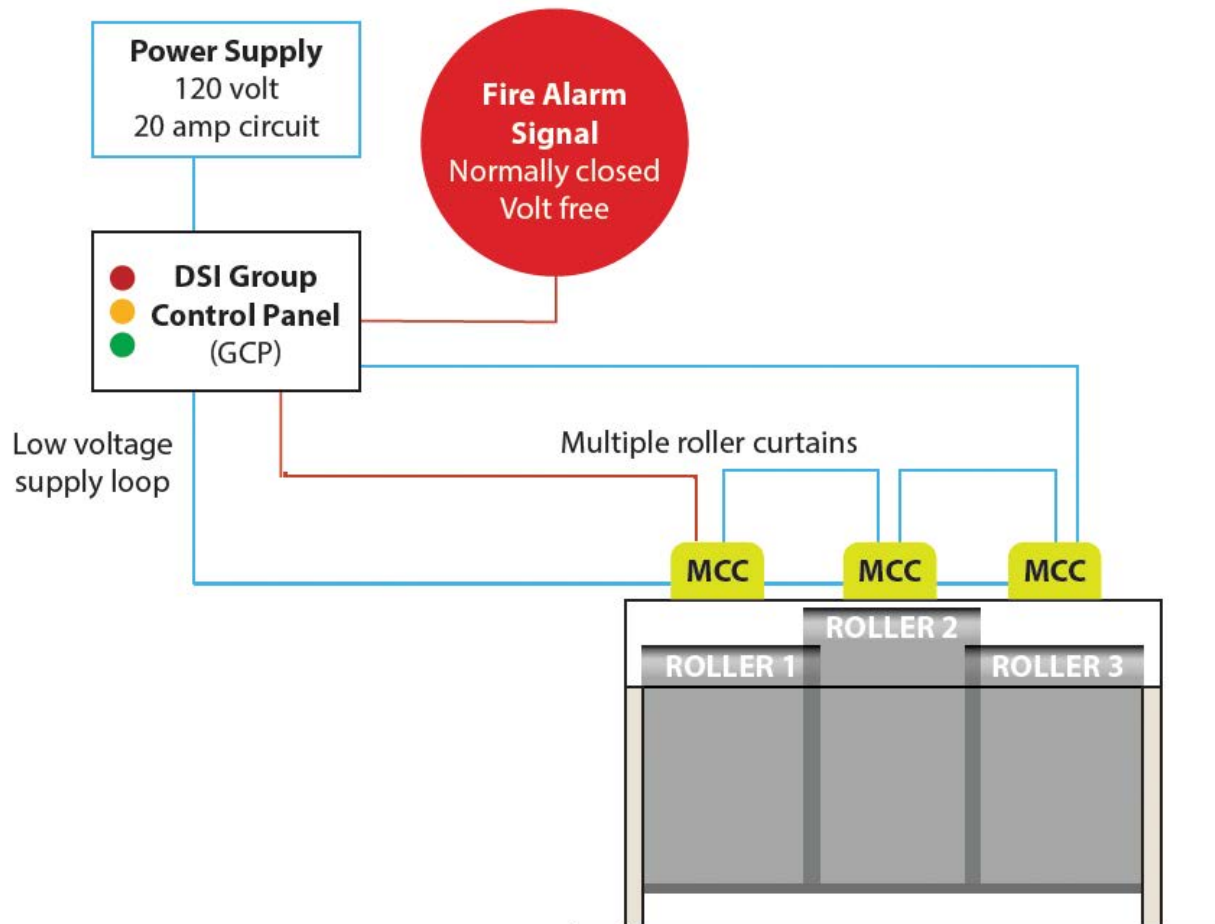 Power Supply
120 volt
20 amp circuit
Fire Alarm
Signal
Normally closed
Volt free
DSI Group
Control Panel
(GCP)
Low voltage
supply loop
Multiple roller curtains
MCC
MCC
MCC
ROLLER 1
ROLLER 2
ROLLER 3